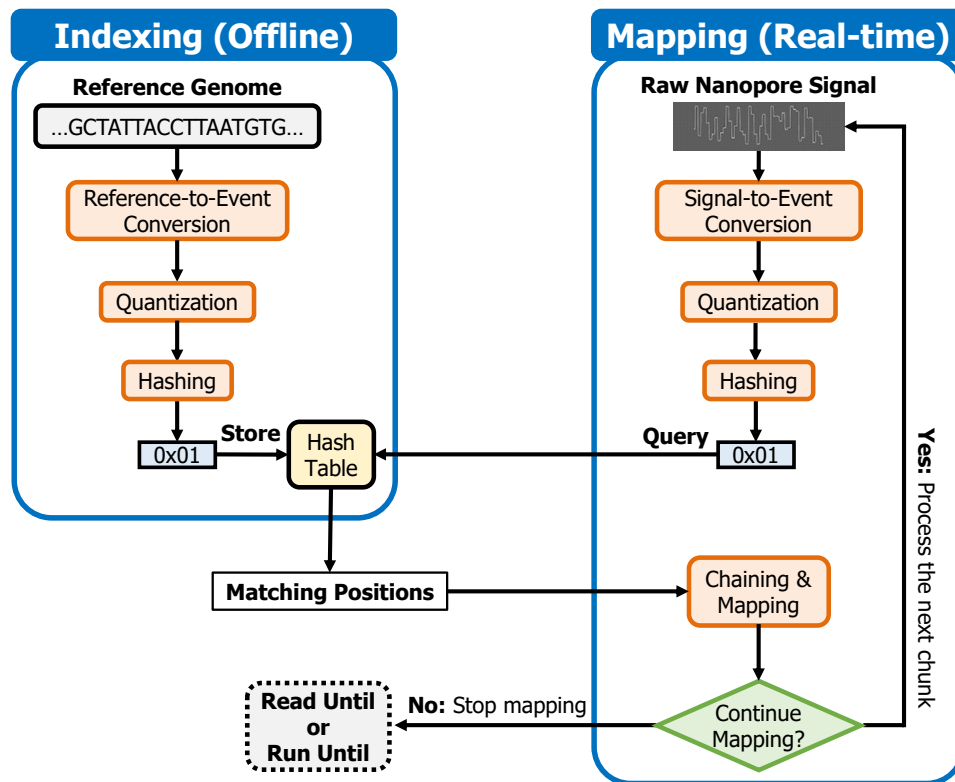 Indexing (Offline)
Reference Genome
...GCTATTACCTTAATGTG...
Reference-to-Event
Conversion
Quantization
Hashing
0x01
Store
Hash
Table
Mapping (Real-time)
Raw Nanopore Signal
Signal-to-Event
Conversion
Quantization
Hashing
Query
0x01
Matching Positions
Chaining &
Mapping
Continue
Mapping?
Yes: Process the next chunk
No: Stop mapping
Read Until
or
Run Until